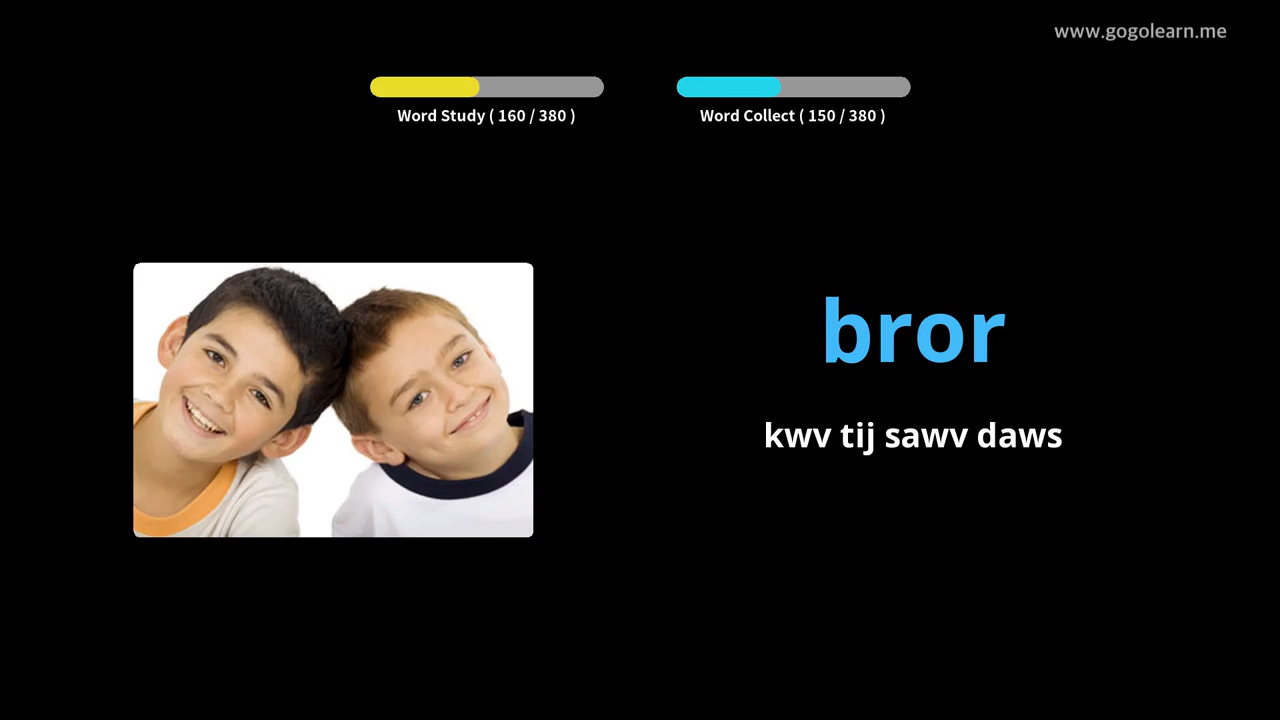 www.gogolearn.me
Word Study ( 160 / 380 )
Word Collect ( 150 / 380 )
bror
kwv tij sawv daws